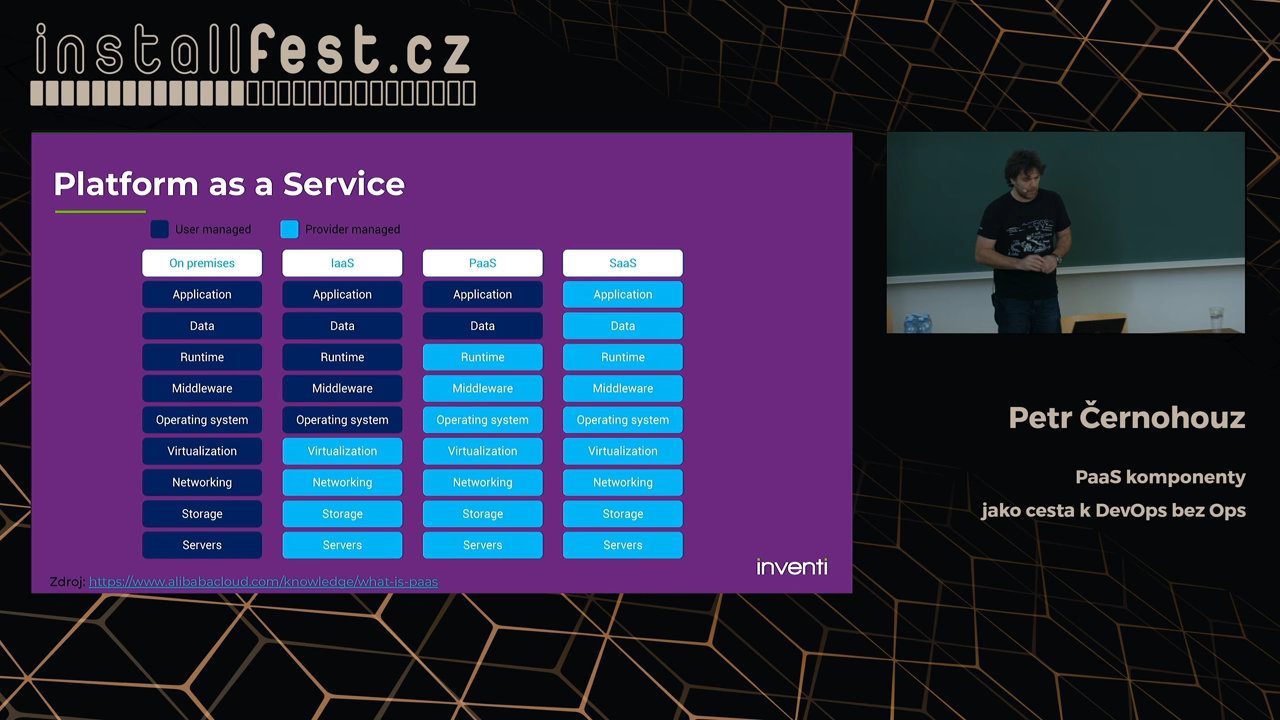 installfest.cz
Platform as a Service
User managed Provider managed
On premises IaaS PaaS SaaS
Application Application Application Application
Data Data Data Data
Runtime Runtime Runtime Runtime
Middleware Middleware Middleware Middleware
Operating system Operating system Operating system Operating system
Virtualization Virtualization Virtualization Virtualization
Networking Networking Networking Networking
Storage Storage Storage Storage
Servers Servers Servers Servers
inventi
Zdroj: https://www.alibabacloud.com/knowledge/what-is-paas
Petr Černohouz
PaaS komponenty
jako cesta k DevOps bez Ops